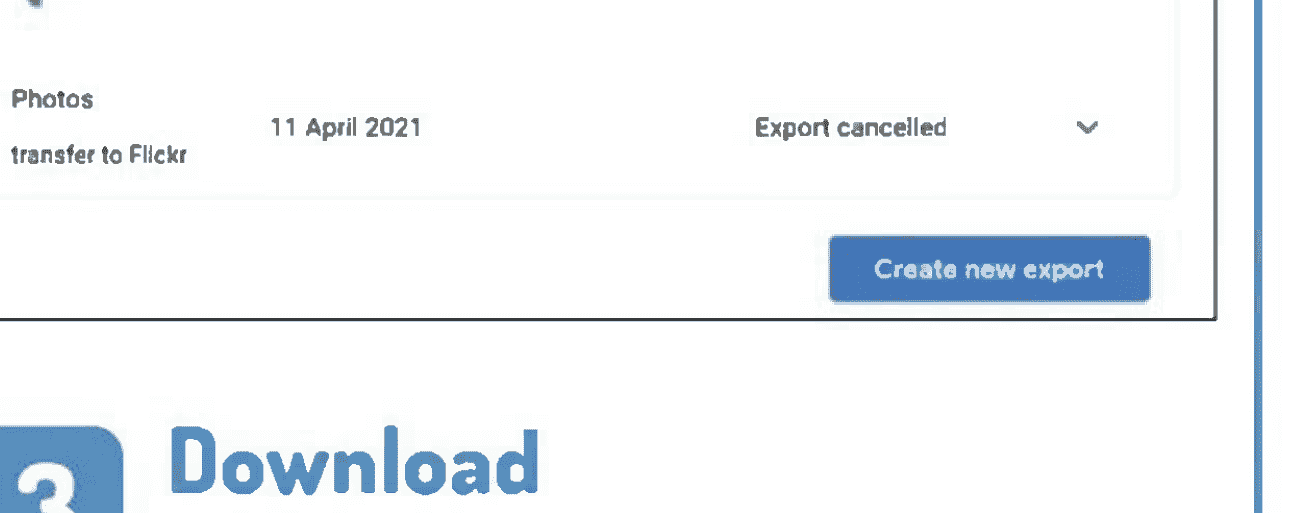 Photos
transfer to Flickr
11 April 2021
Export cancelled
Create new export
3
Download